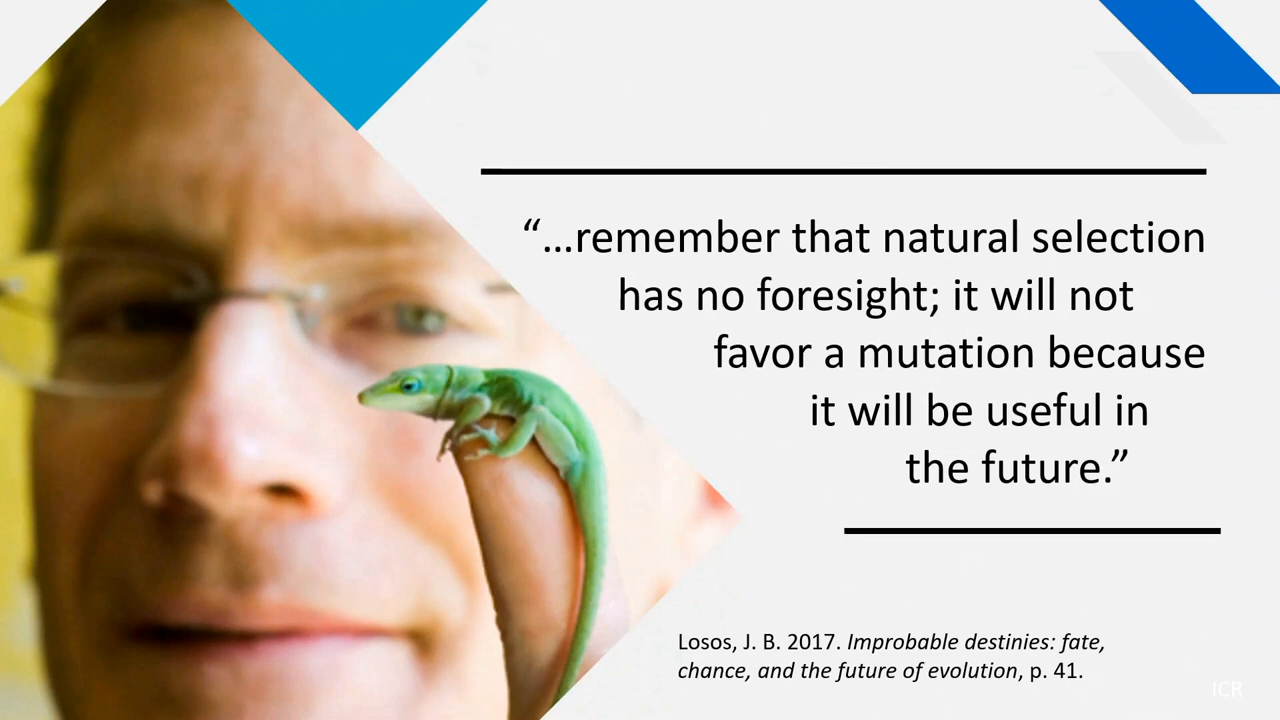 “...remember that natural selection
has no foresight; it will not
favor a mutation because
it will be useful in
the future.”
Losos, J. B. 2017. Improbable destinies: fate,
chance, and the future of evolution, p. 41.
ICR